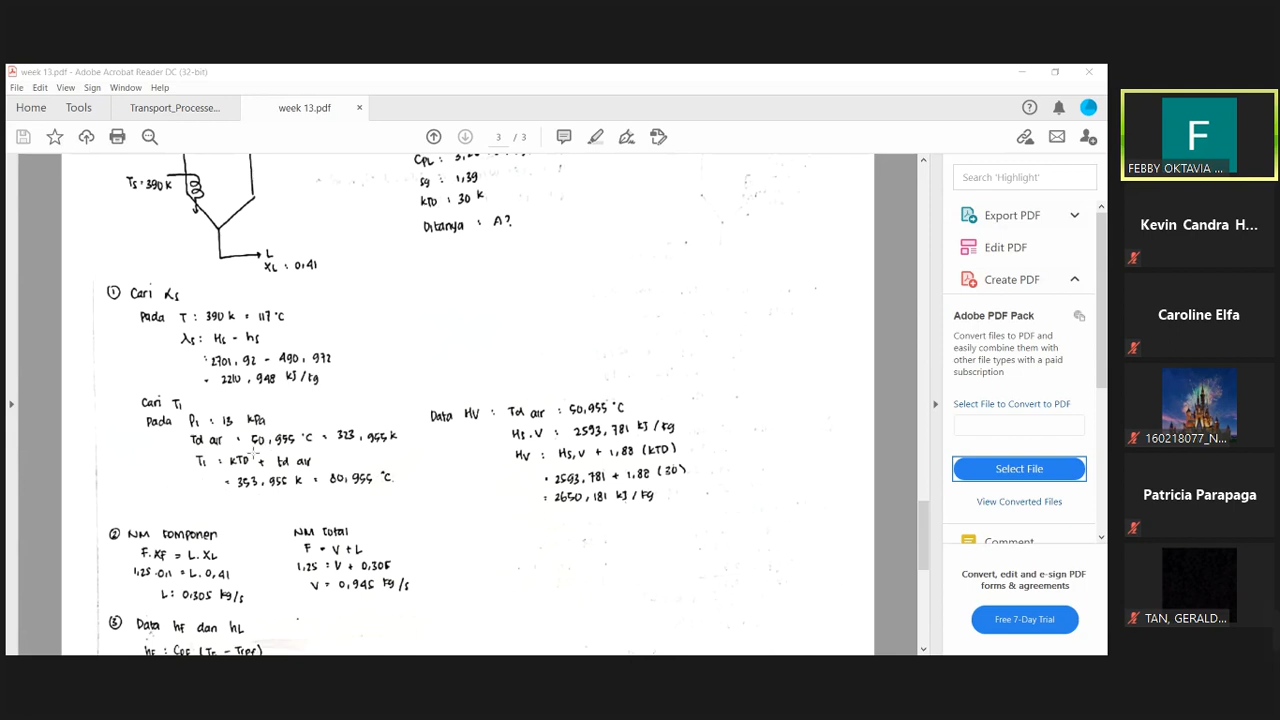 week 13.pdf - Adobe Acrobat Reader DC (32-bit)
File Edit View Sign Window Help
Home Tools Transport_Processe... week 13.pdf ×
3 / 3
Ts = 390 K
L
XL : 0,41
Sg : 1,39
KTD : 30 K
Ditanya : A?
① Cari λs
Pada T : 390 K = 117 °C
λs : Hs - hs
: 2701,92 - 490,972
= 2210,948 kJ/kg
Cari T1
Pada P1 : 13 kPa
Td air = 50,955 °C = 323,955 K
T1 : KTD + td air
= 353,955 K = 80,955 °C
Data HV : Td air : 50,955 °C
Hs,V : 2593,781 kJ/kg
HV : Hs,V + 1,88 (KTD)
= 2593,781 + 1,88 (30)
= 2650,181 kJ/kg
② NM komponen
F.XF = L.XL
1,25 . 0,1 = L. 0,41
L : 0,305 kg/s
NM total
F = V + L
1,25 = V + 0,305
V = 0,945 kg/s
③ Data hF dan hL
Search 'Highlight'
Export PDF
Edit PDF
Create PDF
Adobe PDF Pack
Convert files to PDF and
easily combine them with
other file types with a paid
subscription
Select File to Convert to PDF
Select File
View Converted Files
Comment
Convert, edit and e-sign PDF
forms & agreements
Free 7-Day Trial
F
FEBBY OKTAVIA ...
Kevin Candra H...
Caroline Elfa
160218077_N...
Patricia Parapaga
TAN, GERALD...